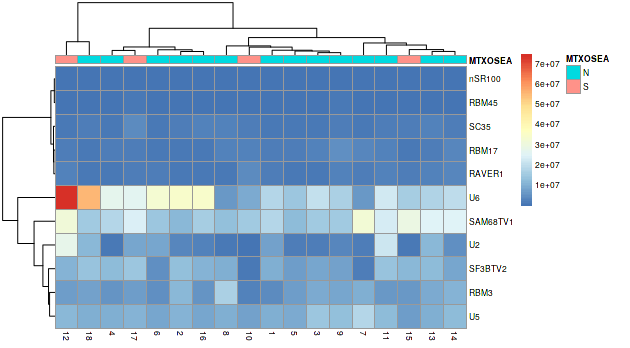 MTXOSEA
nSR100
RBM45
SC35
RBM17
RAVER1
U6
SAM68TV1
U2
SF3BTV2
RBM3
U5
12 18 4 17 6 2 16 8 10 1 5 3 9 7 11 15 13 14
7e+07
6e+07
5e+07
4e+07
3e+07
2e+07
1e+07
MTXOSEA
N
S